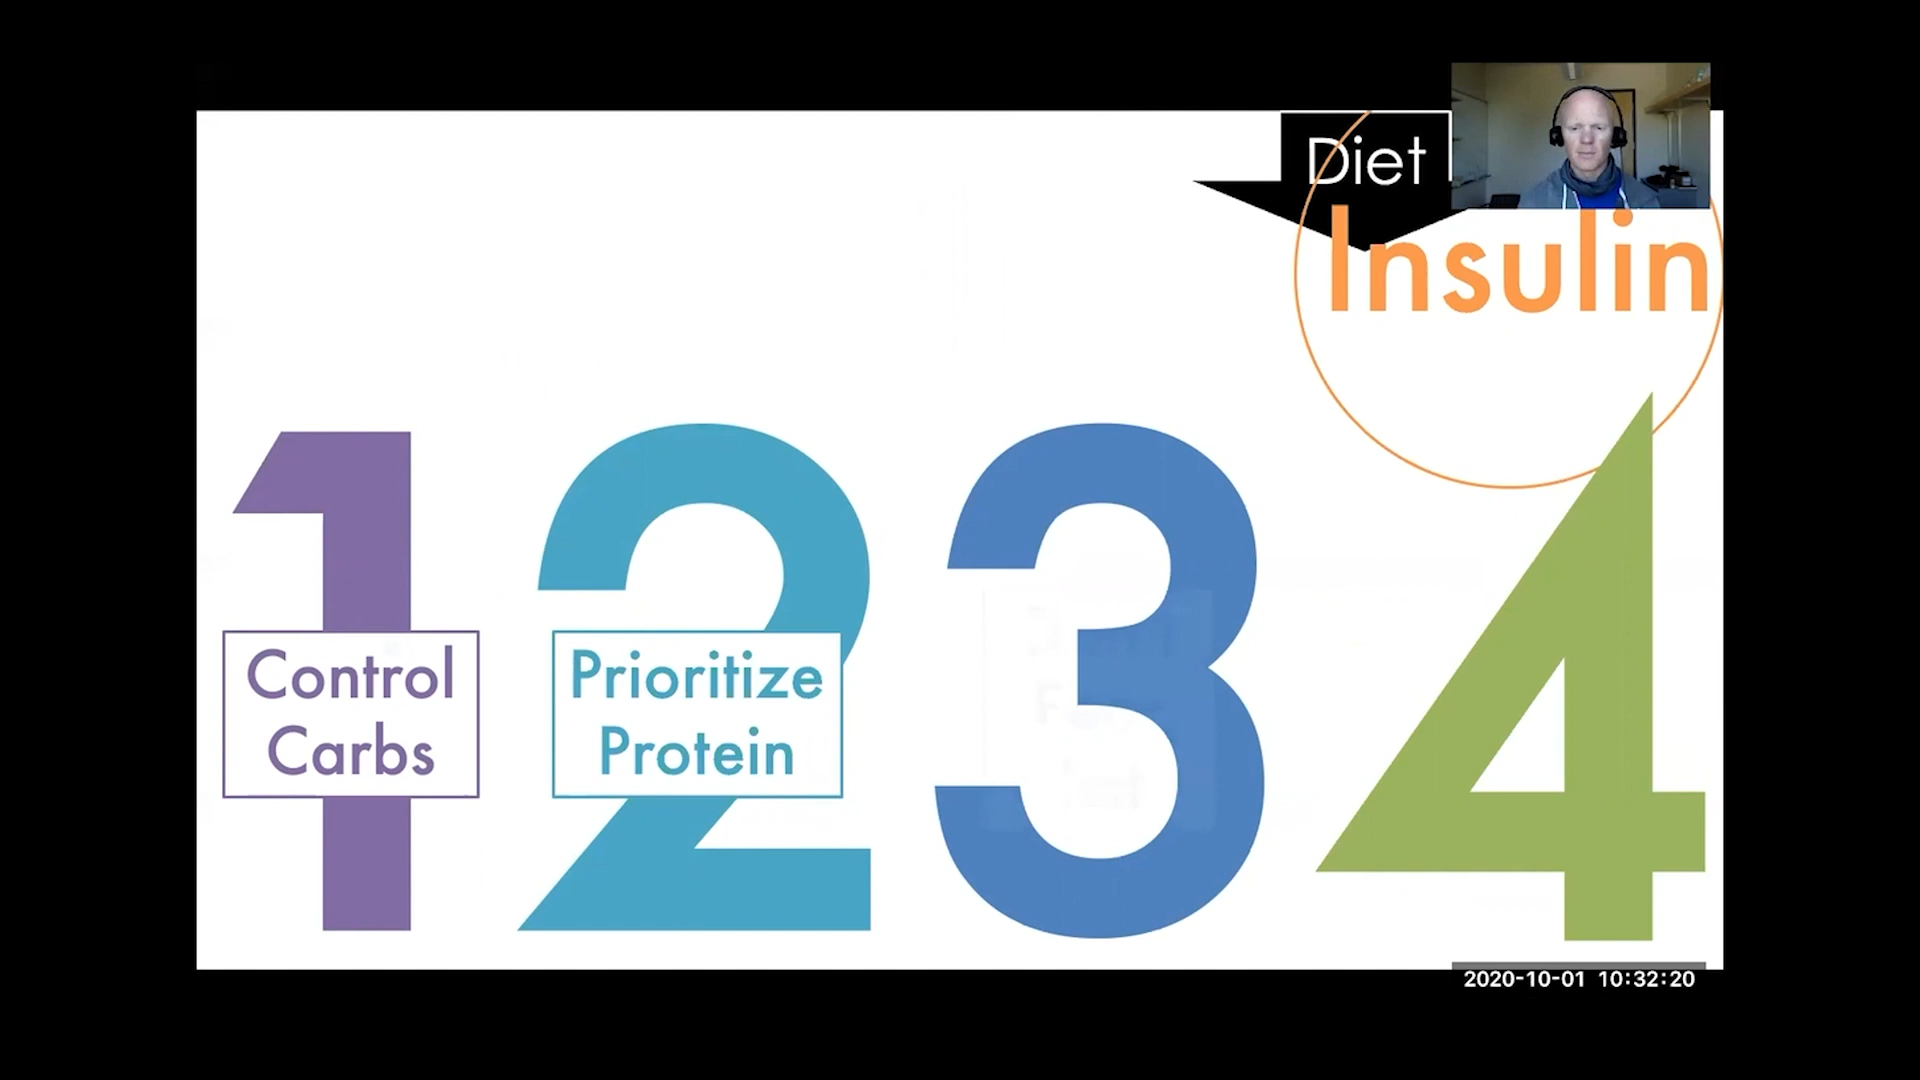 Diet
Insulin
1 2 3 4
Control
Carbs
Prioritize
Protein
2020-10-01 10:32:20